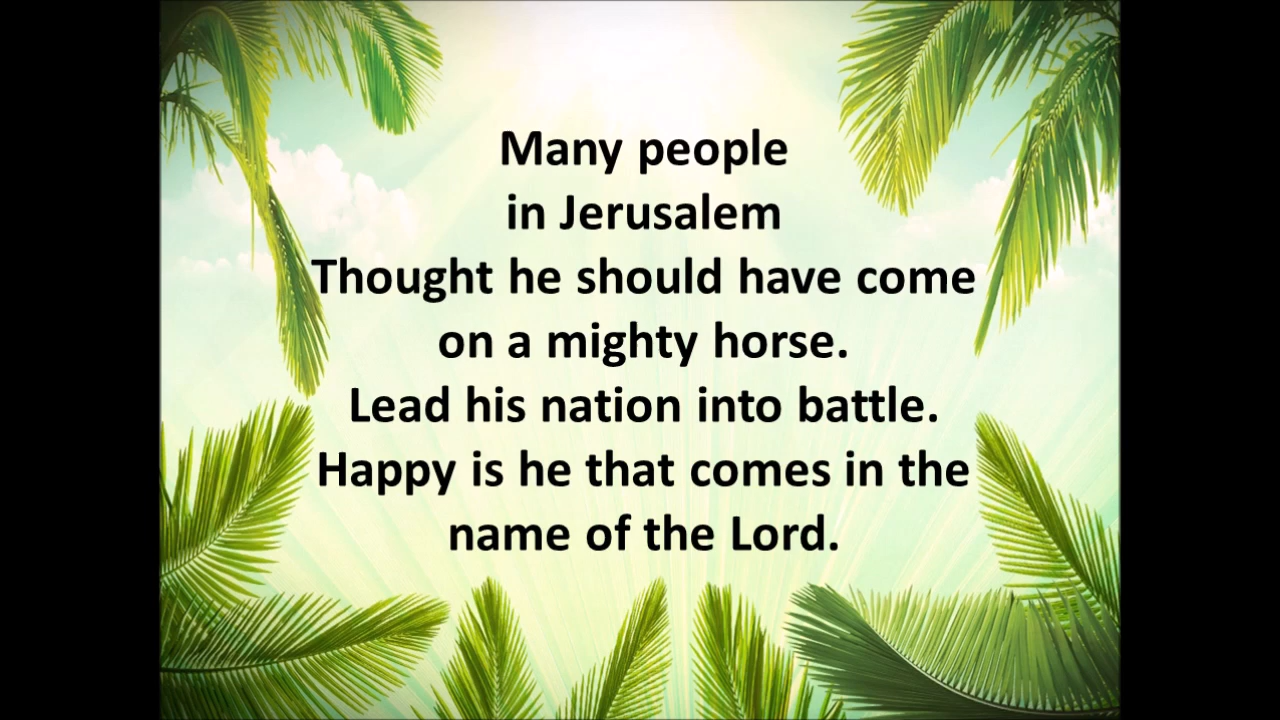 Many people
in Jerusalem
Thought he should have come
on a mighty horse.
Lead his nation into battle.
Happy is he that comes in the
name of the Lord.